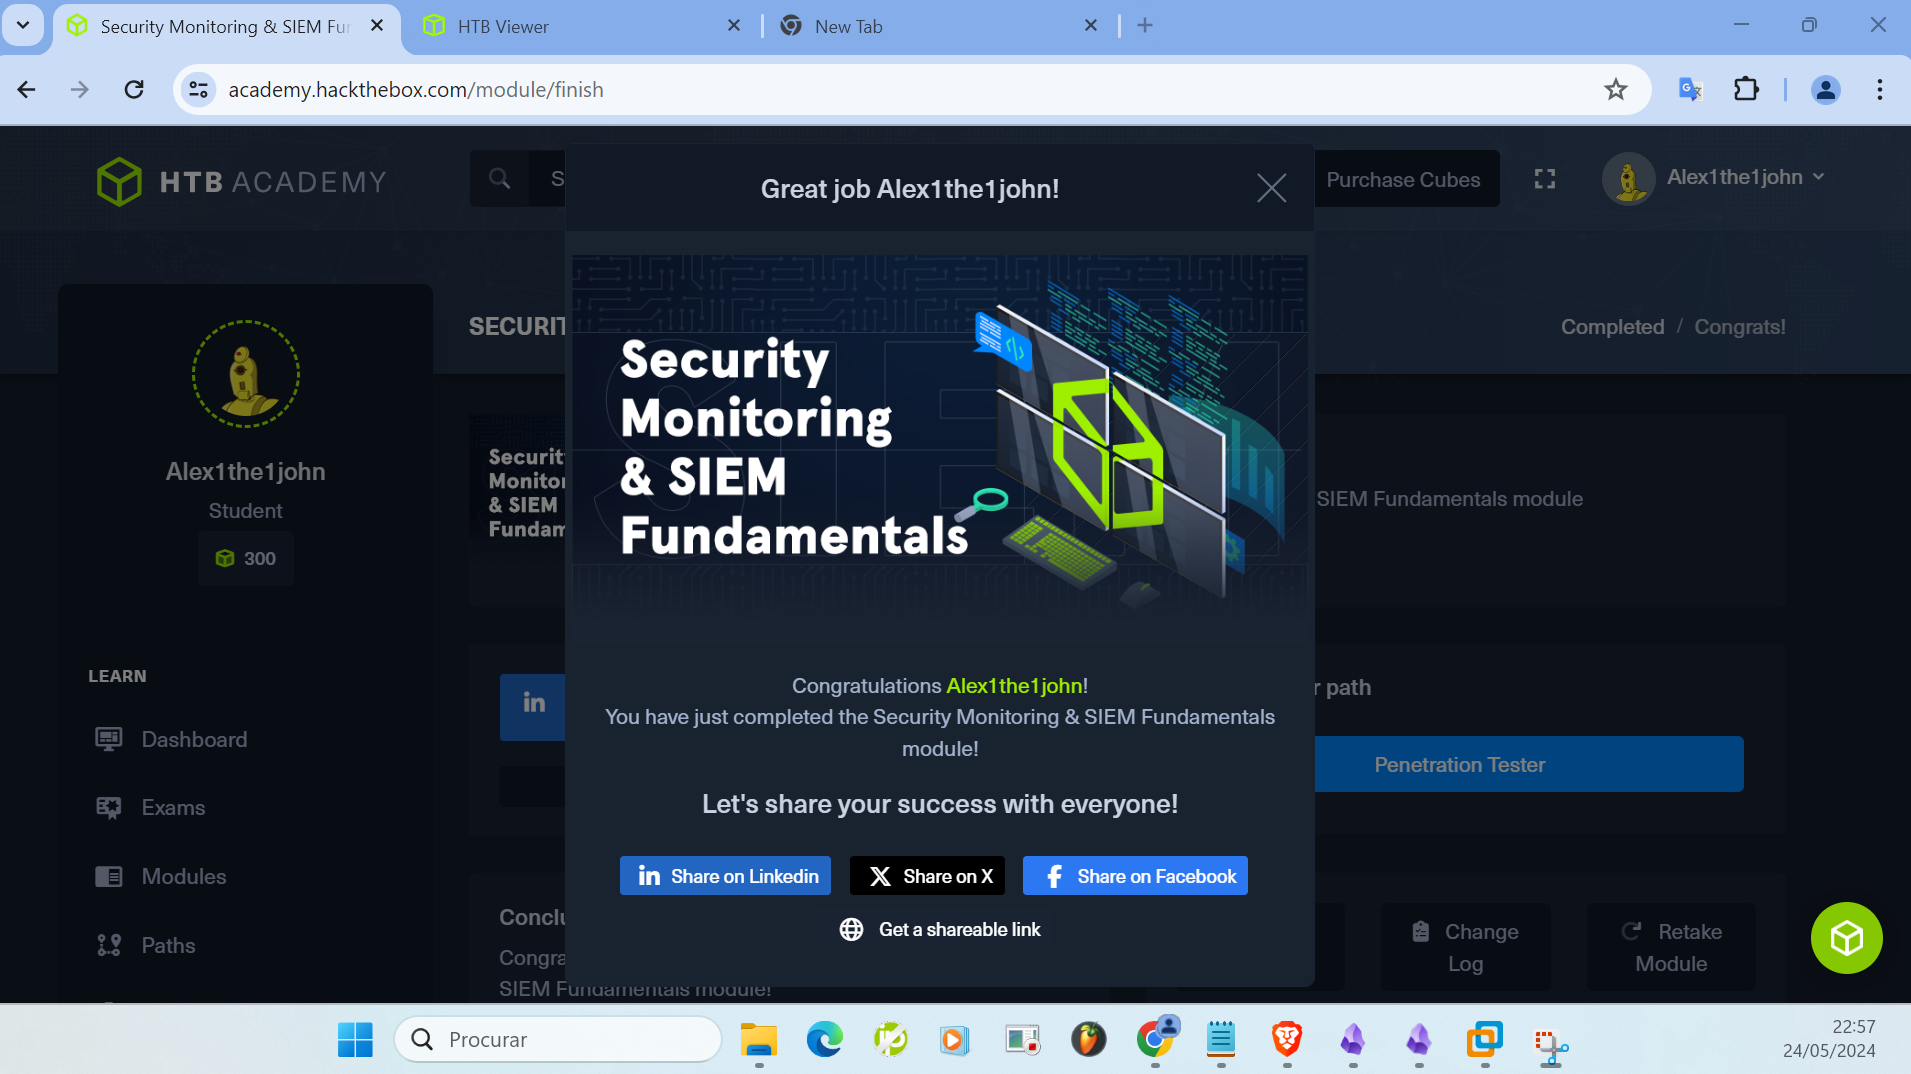 Security Monitoring & SIEM Fur
HTB Viewer
New Tab
academy.hackthebox.com/module/finish
HTB ACADEMY
S
Great job Alex1the1john!
Purchase Cubes
Alex1the1john
SECURIT
Completed / Congrats!
Security
Monitoring
& SIEM
Fundamentals
Alex1the1john
Student
300
Securit
Monitor
& SIEM
Fundam
SIEM Fundamentals module
LEARN
Dashboard
Exams
Modules
Paths
in
Congratulations Alex1the1john!
You have just completed the Security Monitoring & SIEM Fundamentals
module!
r path
Penetration Tester
Let's share your success with everyone!
in Share on Linkedin
X Share on X
f Share on Facebook
Get a shareable link
Conclu
Congra
SIEM Fundamentals module!
Change
Log
Retake
Module
Procurar
22:57
24/05/2024